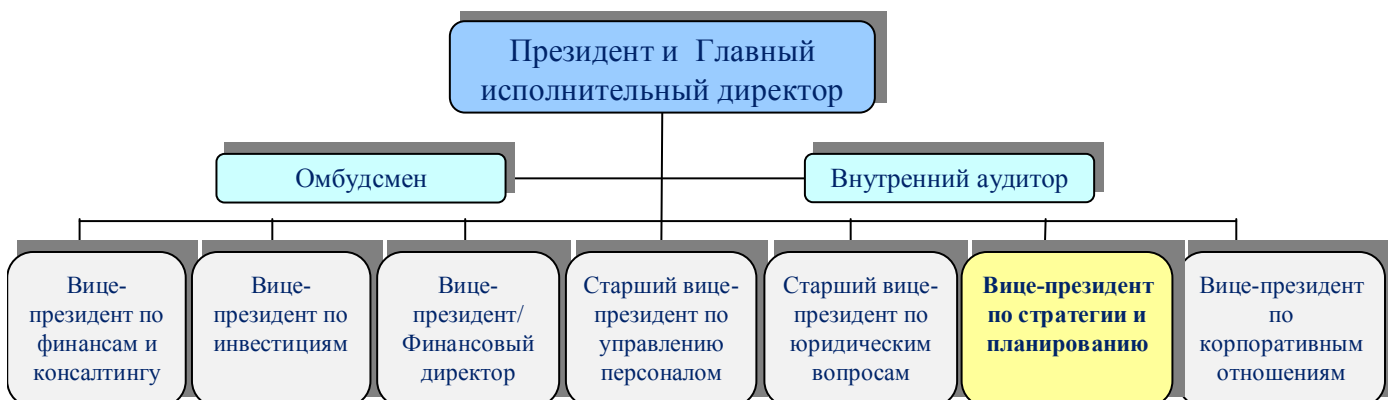 Президент и Главный
исполнительный директор
Омбудсмен
Внутренний аудитор
Вице-
президент по
финансам и
консалтингу
Вице-
президент по
инвестициям
Вице-
президент/
Финансовый
директор
Старший вице-
президент по
управлению
персоналом
Старший вице-
президент по
юридическим
вопросам
Вице-президент
по стратегии и
планированию
Вице-президент
по
корпоративным
отношениям